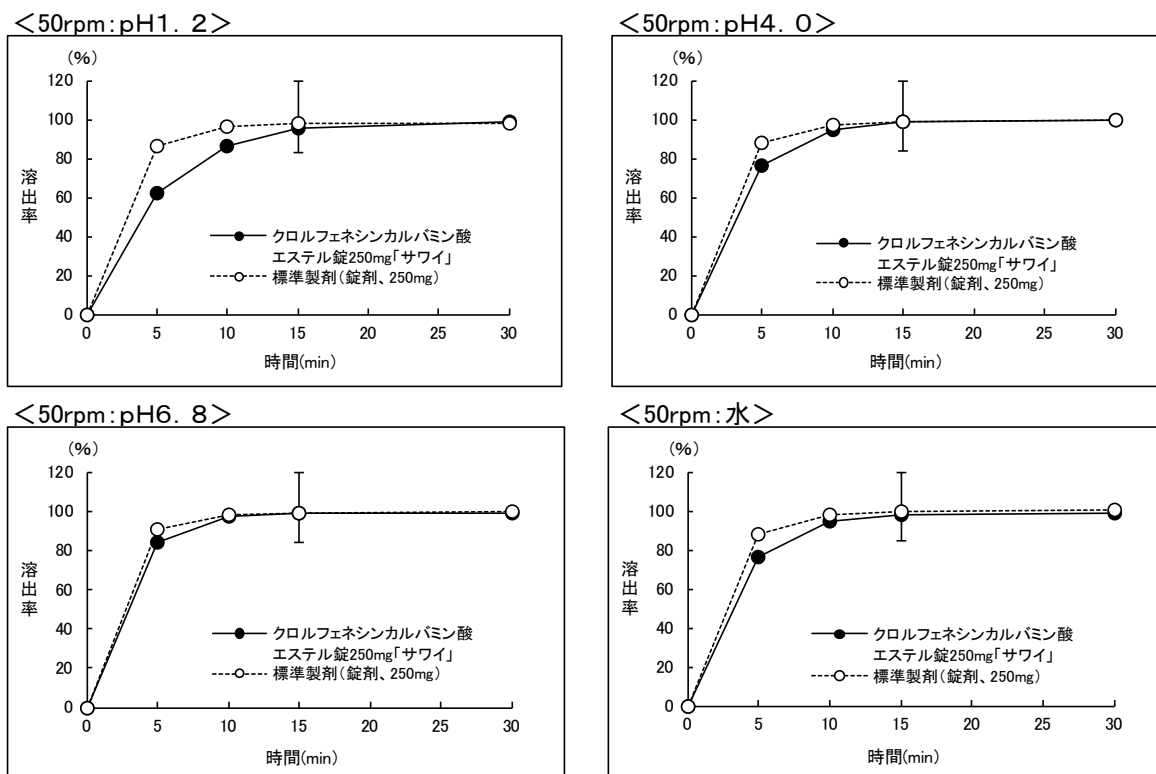 ＜50rpm：pH1．2＞
(%)
120
100
80
60
40
20
0
溶出率
0 5 10 15 20 25 30
時間(min)
クロルフェネシンカルバミン酸
エステル錠250mg「サワイ」
標準製剤(錠剤、250mg)
＜50rpm：pH4．0＞
(%)
120
100
80
60
40
20
0
溶出率
0 5 10 15 20 25 30
時間(min)
クロルフェネシンカルバミン酸
エステル錠250mg「サワイ」
標準製剤(錠剤、250mg)
＜50rpm：pH6．8＞
(%)
120
100
80
60
40
20
0
溶出率
0 5 10 15 20 25 30
時間(min)
クロルフェネシンカルバミン酸
エステル錠250mg「サワイ」
標準製剤(錠剤、250mg)
＜50rpm：水＞
(%)
120
100
80
60
40
20
0
溶出率
0 5 10 15 20 25 30
時間(min)
クロルフェネシンカルバミン酸
エステル錠250mg「サワイ」
標準製剤(錠剤、250mg)